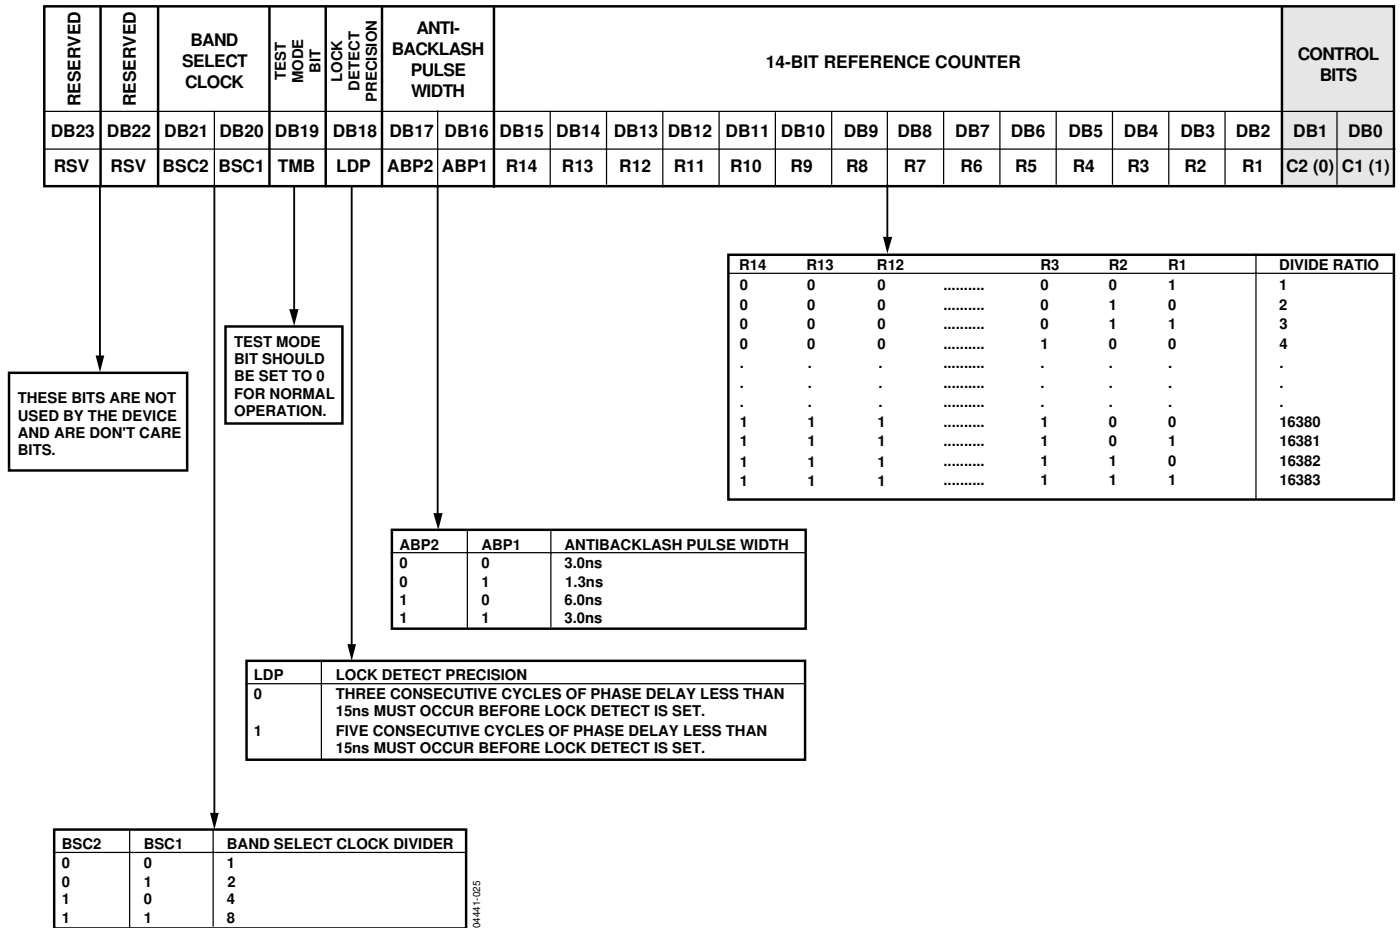 RESERVED
RESERVED
BAND
SELECT
CLOCK
TEST
MODE
BIT
LOCK
DETECT
PRECISION
ANTI-
BACKLASH
PULSE
WIDTH
14-BIT REFERENCE COUNTER
CONTROL
BITS
DB23 DB22 DB21 DB20 DB19 DB18 DB17 DB16 DB15 DB14 DB13 DB12 DB11 DB10 DB9 DB8 DB7 DB6 DB5 DB4 DB3 DB2 DB1 DB0
RSV RSV BSC2 BSC1 TMB LDP ABP2 ABP1 R14 R13 R12 R11 R10 R9 R8 R7 R6 R5 R4 R3 R2 R1 C2 (0) C1 (1)
R14 R13 R12 R3 R2 R1 DIVIDE RATIO
0 0 0 .......... 0 0 1 1
0 0 0 .......... 0 1 0 2
0 0 0 .......... 0 1 1 3
0 0 0 .......... 1 0 0 4
. . . .......... . . . .
. . . .......... . . . .
. . . .......... . . . .
1 1 1 .......... 1 0 0 16380
1 1 1 .......... 1 0 1 16381
1 1 1 .......... 1 1 0 16382
1 1 1 .......... 1 1 1 16383
TEST MODE
BIT SHOULD
BE SET TO 0
FOR NORMAL
OPERATION.
THESE BITS ARE NOT
USED BY THE DEVICE
AND ARE DON'T CARE
BITS.
ABP2 ABP1 ANTIBACKLASH PULSE WIDTH
0 0 3.0ns
0 1 1.3ns
1 0 6.0ns
1 1 3.0ns
LDP LOCK DETECT PRECISION
0 THREE CONSECUTIVE CYCLES OF PHASE DELAY LESS THAN
15ns MUST OCCUR BEFORE LOCK DETECT IS SET.
1 FIVE CONSECUTIVE CYCLES OF PHASE DELAY LESS THAN
15ns MUST OCCUR BEFORE LOCK DETECT IS SET.
BSC2 BSC1 BAND SELECT CLOCK DIVIDER
0 0 1
0 1 2
1 0 4
1 1 8
04441-025